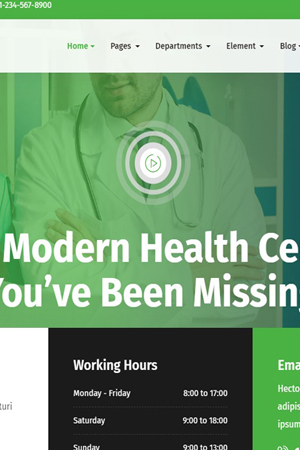 1-234-567-8900
Home Pages Departments Element Blog
Modern Health Ce
You've Been Missing
Working Hours
Monday - Friday 8:00 to 17:00
Saturday 9:00 to 18:00
Sunday 9:00 to 13:00
Ema
Hecto
adipis
ipsum
turi